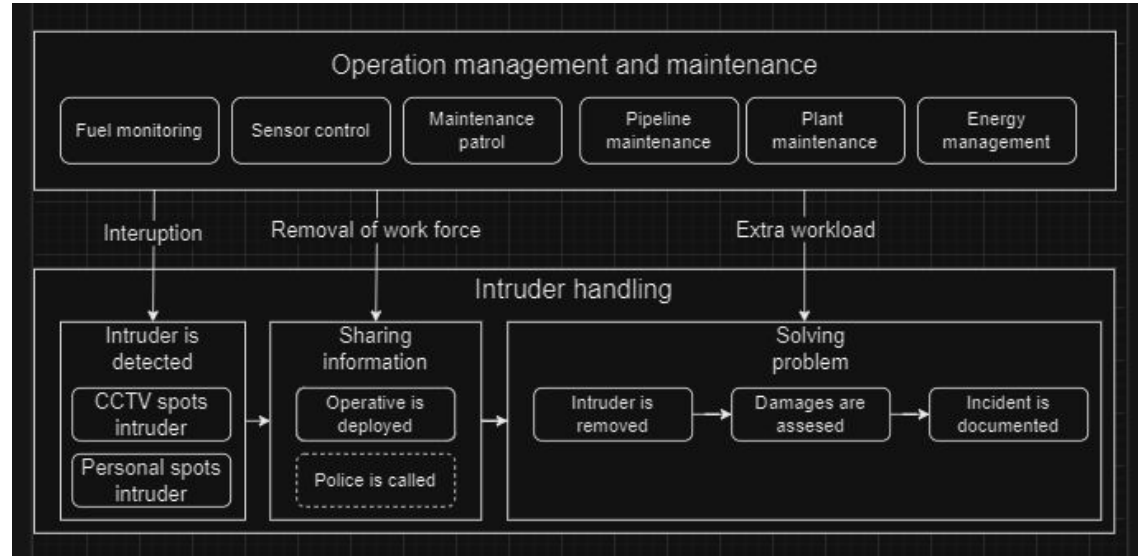 Operation management and maintenance
Fuel monitoring
Sensor control
Maintenance
patrol
Pipeline
maintenance
Plant
maintenance
Energy
management
Interuption
Removal of work force
Extra workload
Intruder handling
Intruder is
detected
CCTV spots
intruder
Personal spots
intruder
Sharing
information
Operative is
deployed
Police is called
Solving
problem
Intruder is
removed
Damages are
assesed
Incident is
documented